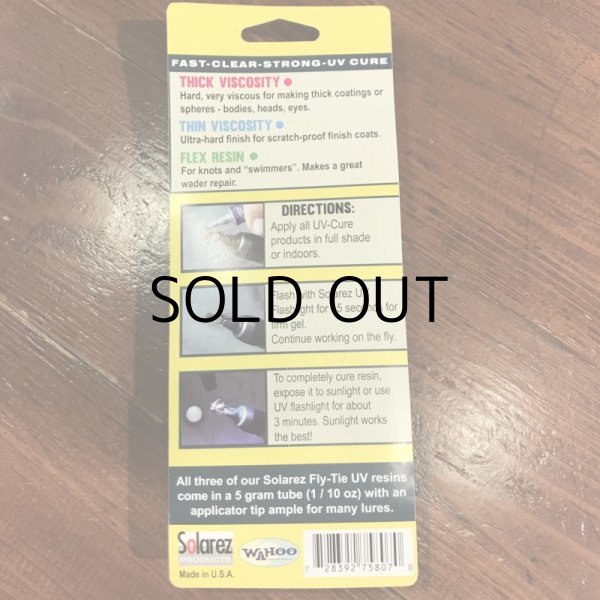 FAST-CLEAR-STRONG-UV CURE
THICK VISCOSITY
Hard, very viscous for making thick coatings or
spheres - bodies, heads, eyes.
THIN VISCOSITY
Ultra-hard finish for scratch-proof finish coats.
FLEX RESIN
For knots and “swimmers”. Makes a great
wader repair.
DIRECTIONS:
Apply all UV-Cure
products in full shade
or indoors.
SOLD OUT
Flash with Solarez
Flashlight for 5 seconds for
firm gel.
Continue working on the fly.
To completely cure resin,
expose it to sunlight or use
UV flashlight for about
3 minutes. Sunlight works
the best!
All three of our Solarez Fly-Tie UV resins
come in a 5 gram tube (1 / 10 oz) with an
applicator tip ample for many lures.
Solarez
PRODUCTS
WAHOO
Made in U.S.A.
7 28392 75807 0